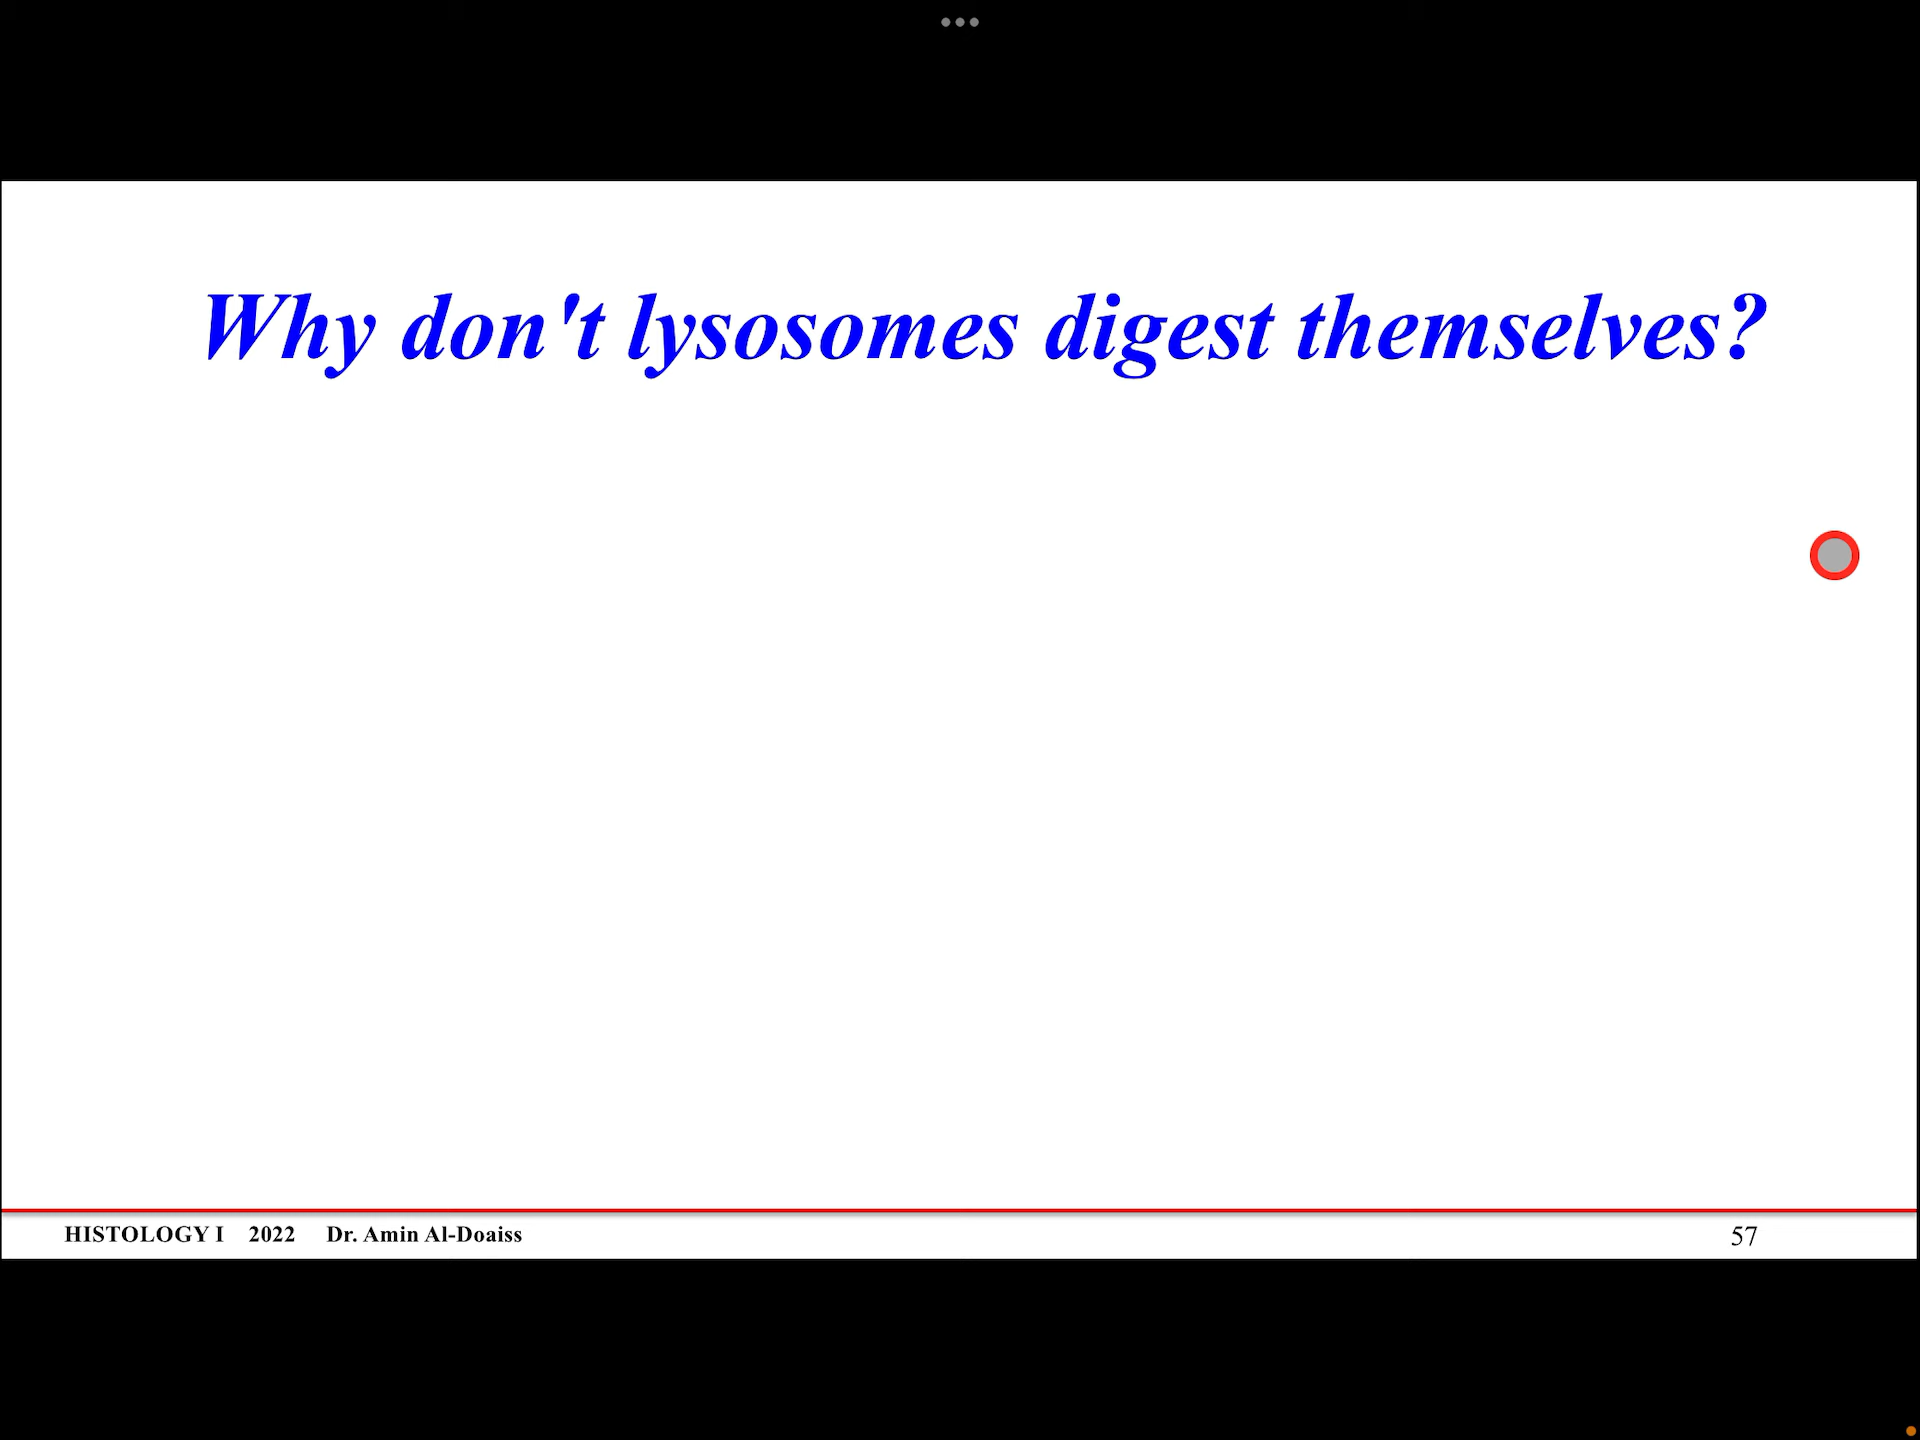 Why don't lysosomes digest themselves?
HISTOLOGY I 2022 Dr. Amin Al-Doaiss
57